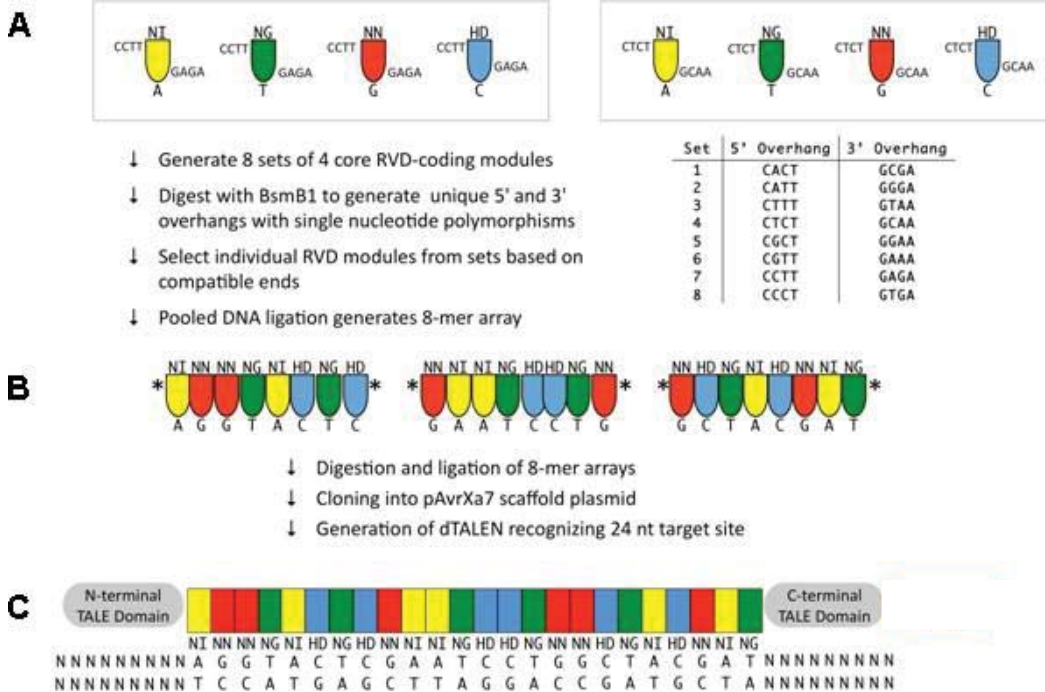 A
NI NG NN HD
CCTT CCTT CCTT CCTT
GAGA GAGA GAGA GAGA
A T G C
NI NG NN HD
CTCT CTCT CTCT CTCT
GCAA GCAA GCAA GCAA
A T G C
↓ Generate 8 sets of 4 core RVD-coding modules
↓ Digest with BsmB1 to generate unique 5' and 3'
overhangs with single nucleotide polymorphisms
↓ Select individual RVD modules from sets based on
compatible ends
↓ Pooled DNA ligation generates 8-mer array
Set 5' Overhang 3' Overhang
1 CACT GCGA
2 CATT GGGA
3 CTTT GTAA
4 CTCT GCAA
5 CGCT GGAA
6 CGTT GAAA
7 CCTT GAGA
8 CCCT GTGA
B
NI NN NN NG NI HD NG HD
* *
A G G T A C T C
NN NI NI NG HD HD NG NN
* *
G A A T C C T G
NN HD NG NI HD NN NI NG
* *
G C T A C G A T
↓ Digestion and ligation of 8-mer arrays
↓ Cloning into pAvrXa7 scaffold plasmid
↓ Generation of dTALEN recognizing 24 nt target site
C
N-terminal
TALE Domain
C-terminal
TALE Domain
NI NN NN NG NI HD NG HD NN NI NI NG HD HD NG NN NN HD NG NI HD NN NI NG
N N N N N N N N N A G G T A C T C G A A T C C T G G C T A C G A T N N N N N N N N N
N N N N N N N N N T C C A T G A G C T T A G G A C C G A T G C T A N N N N N N N N N